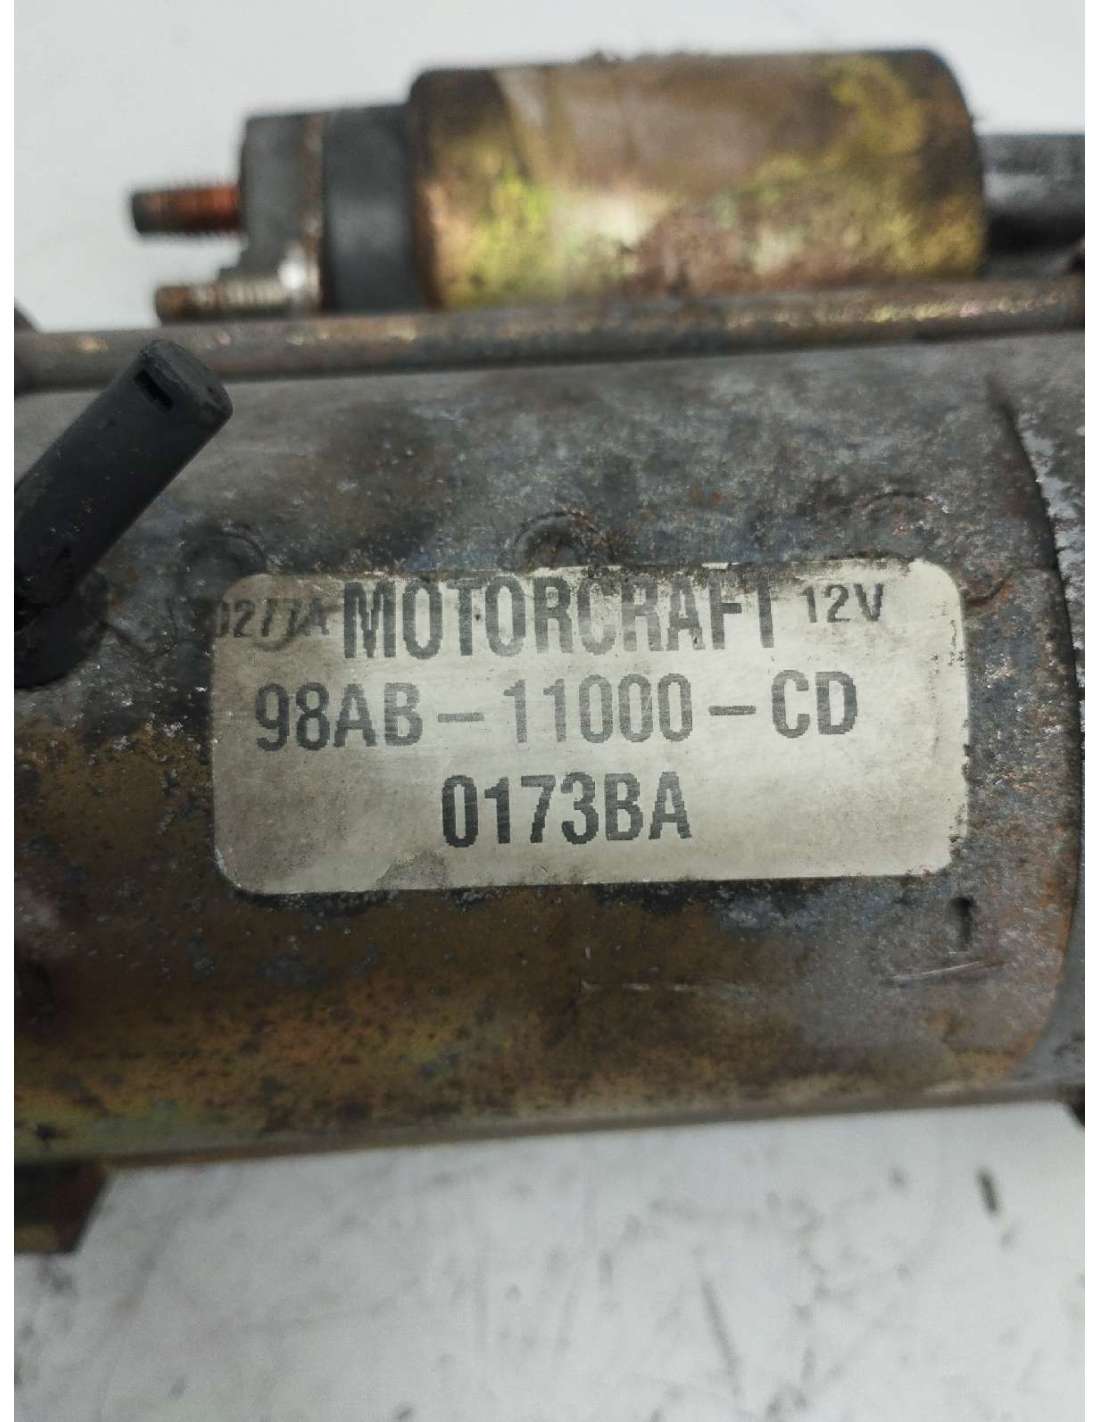 MOTORCRAFT 12V
98AB-11000-CD
0173BA